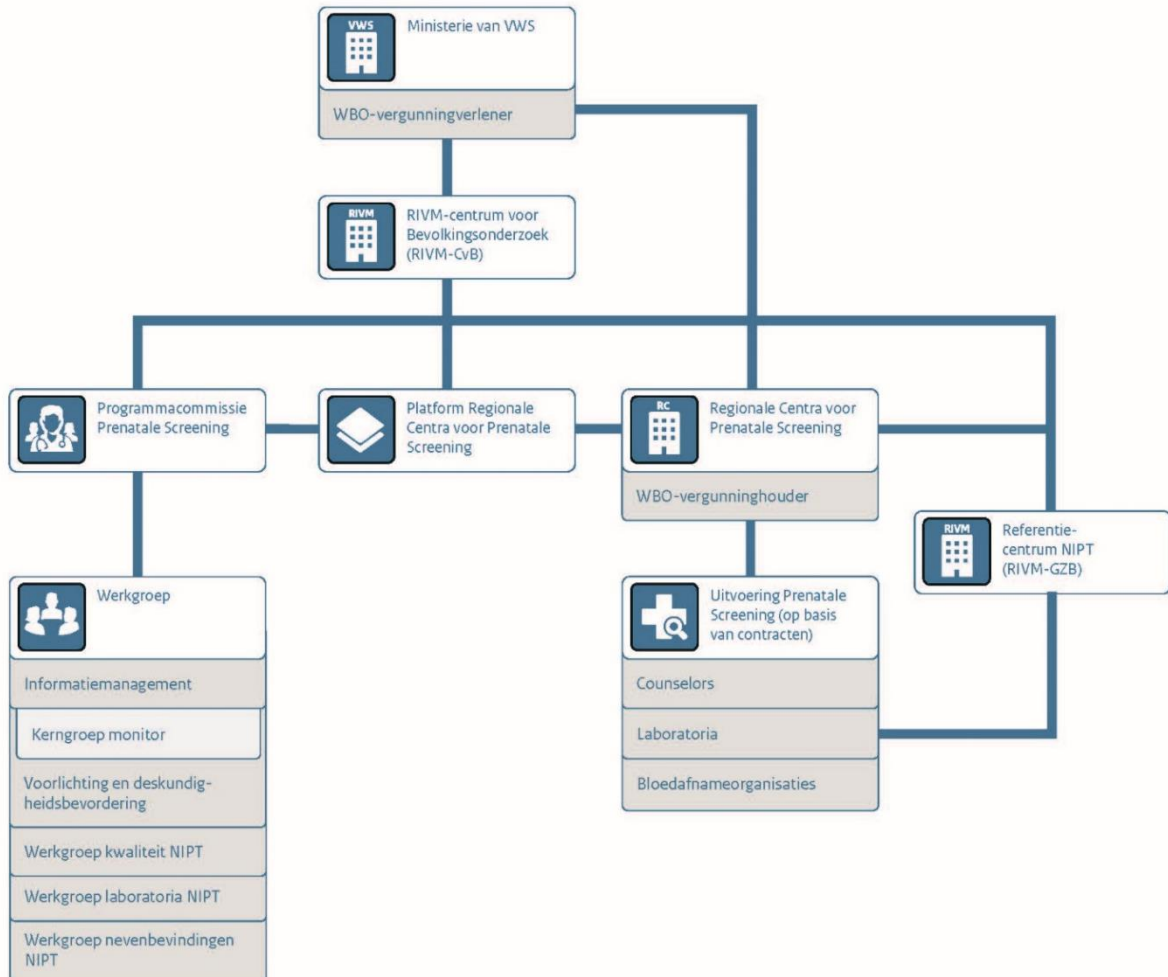 VWS
Ministerie van VWS
WBO-vergunningverlener
RIVM
RIVM-centrum voor
Bevolkingsonderzoek
(RIVM-CvB)
Programmacommissie
Prenatale Screening
Platform Regionale
Centra voor Prenatale
Screening
RC
Regionale Centra voor
Prenatale Screening
WBO-vergunninghouder
RIVM
Referentie-
centrum NIPT
(RIVM-GZB)
Werkgroep
Informatiemanagement
Kerngroep monitor
Voorlichting en deskundig-
heidsbevordering
Werkgroep kwaliteit NIPT
Werkgroep laboratoria NIPT
Werkgroep nevenbevindingen
NIPT
Uitvoering Prenatale
Screening (op basis
van contracten)
Counselors
Laboratoria
Bloedafnameorganisaties